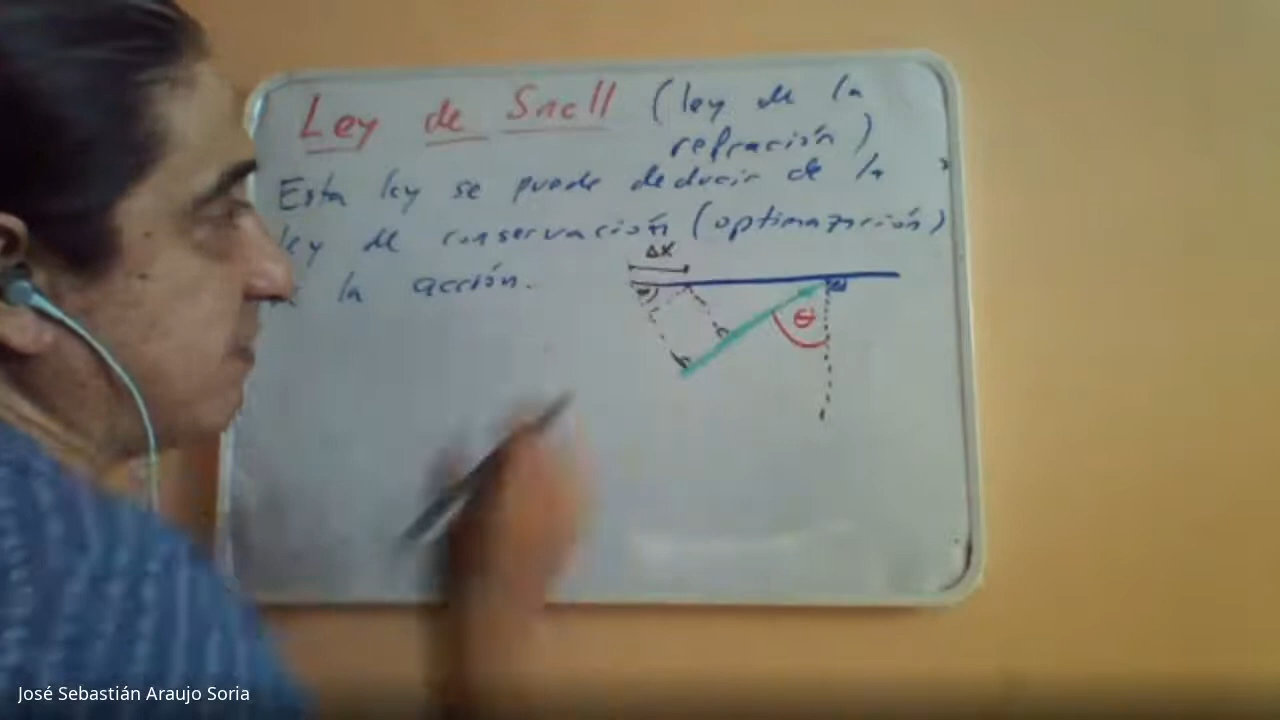 Ley de Snell (ley de la
refracción)
Esta ley se puede deducir de la
ley de conservación (optimazación)
la acción.
Δx
θ
José Sebastián Araujo Soria